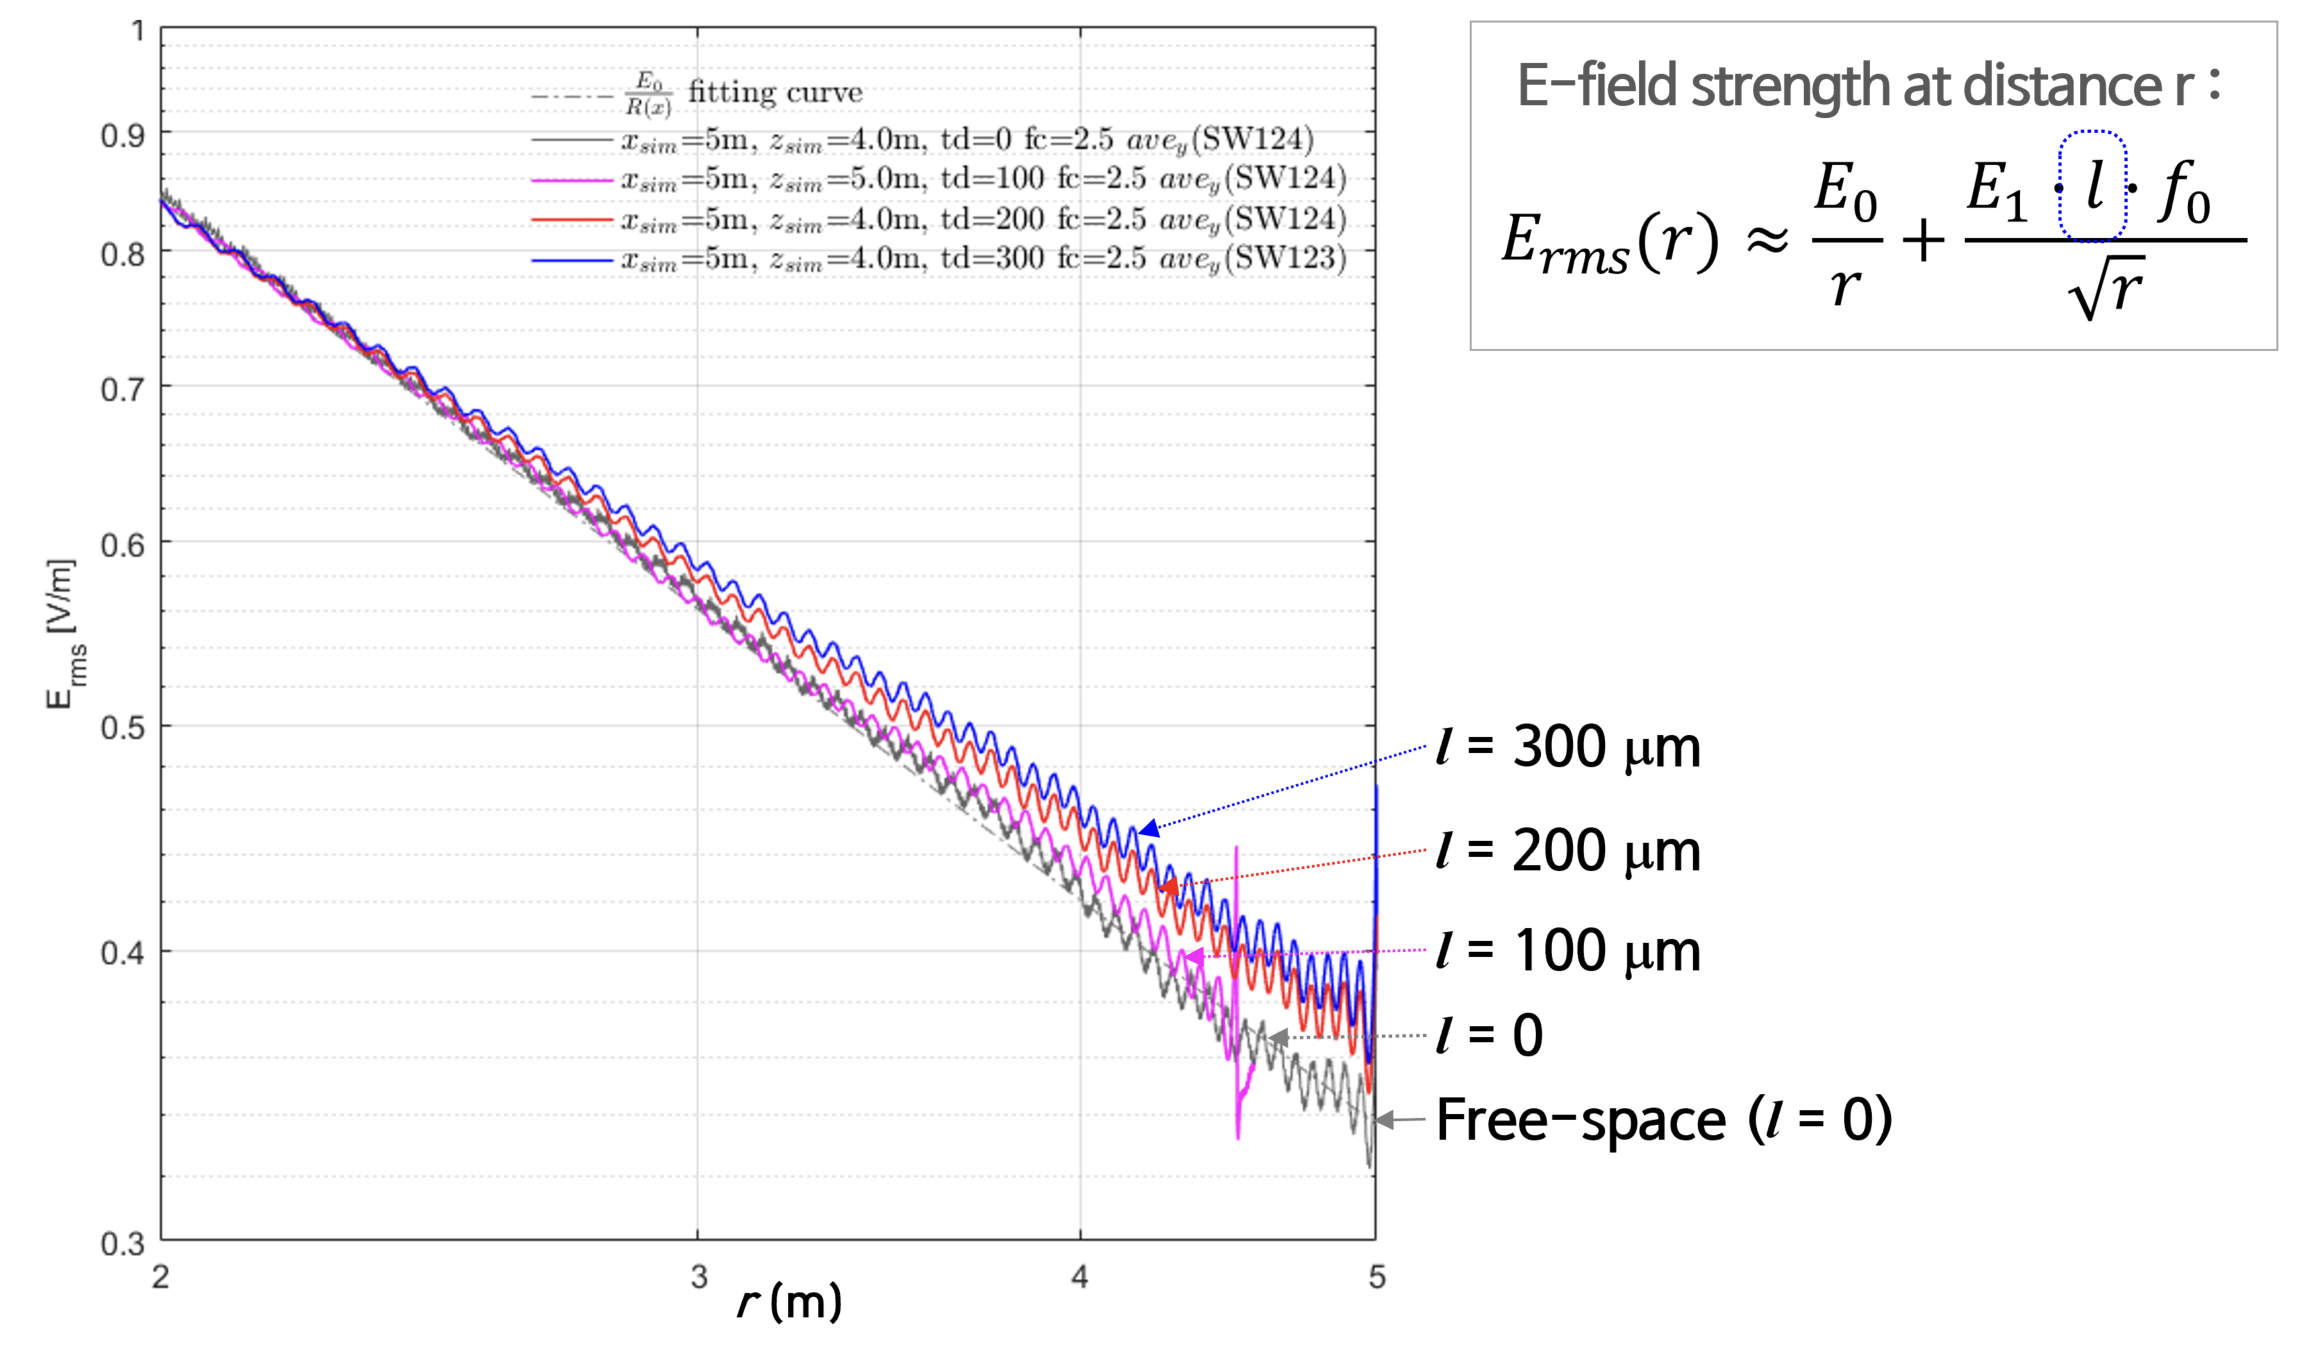 1
0.9
0.8
0.7
0.6
0.5
0.4
0.3
E_rms [V/m]
2
3
4
5
r (m)
E_0/R(x) fitting curve
x_sim=5m, z_sim=4.0m, td=0 fc=2.5 ave_y(SW124)
x_sim=5m, z_sim=5.0m, td=100 fc=2.5 ave_y(SW124)
x_sim=5m, z_sim=4.0m, td=200 fc=2.5 ave_y(SW124)
x_sim=5m, z_sim=4.0m, td=300 fc=2.5 ave_y(SW123)
E-field strength at distance r :
E_rms(r) ≈ E_0/r + E_1 · l · f_0/√r
l = 300 μm
l = 200 μm
l = 100 μm
l = 0
Free-space (l = 0)